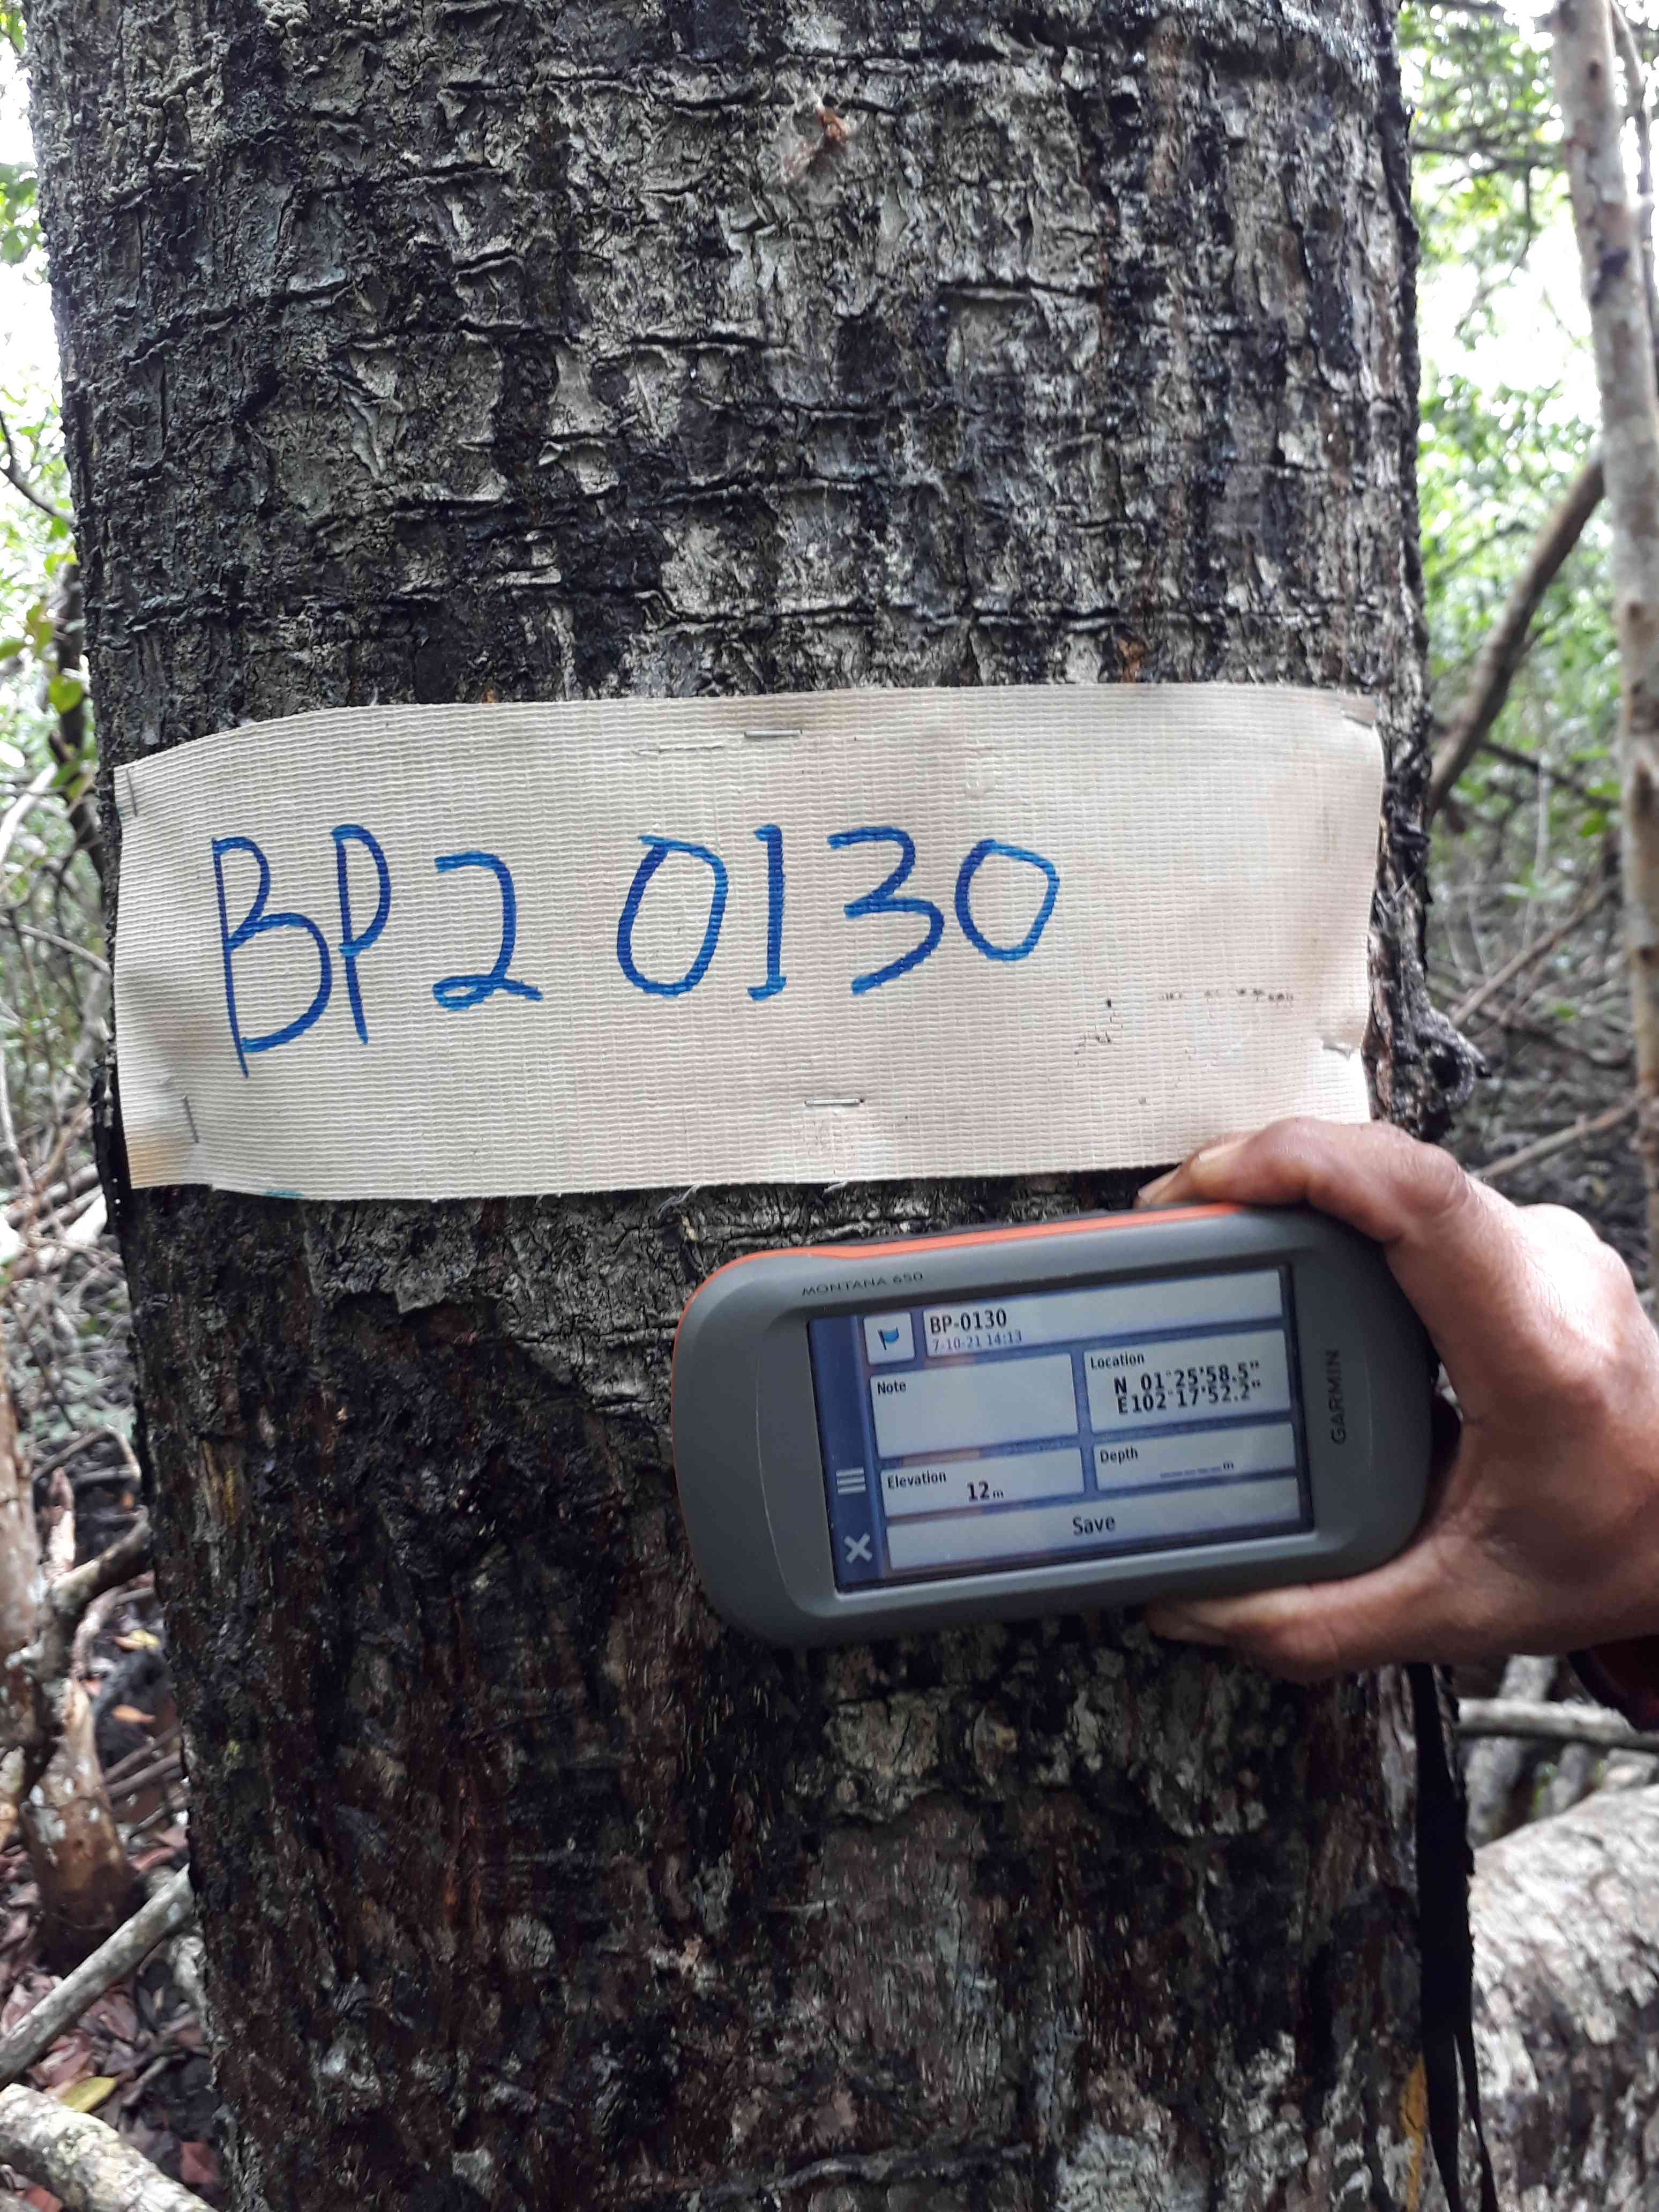 BP2 0130
MONTANA 650
BP-0130
7-10-21 14:13
Note
Location
N 01°25'58.5"
E102°17'52.2"
Elevation
12m
Depth
_____m
Save
GARMIN